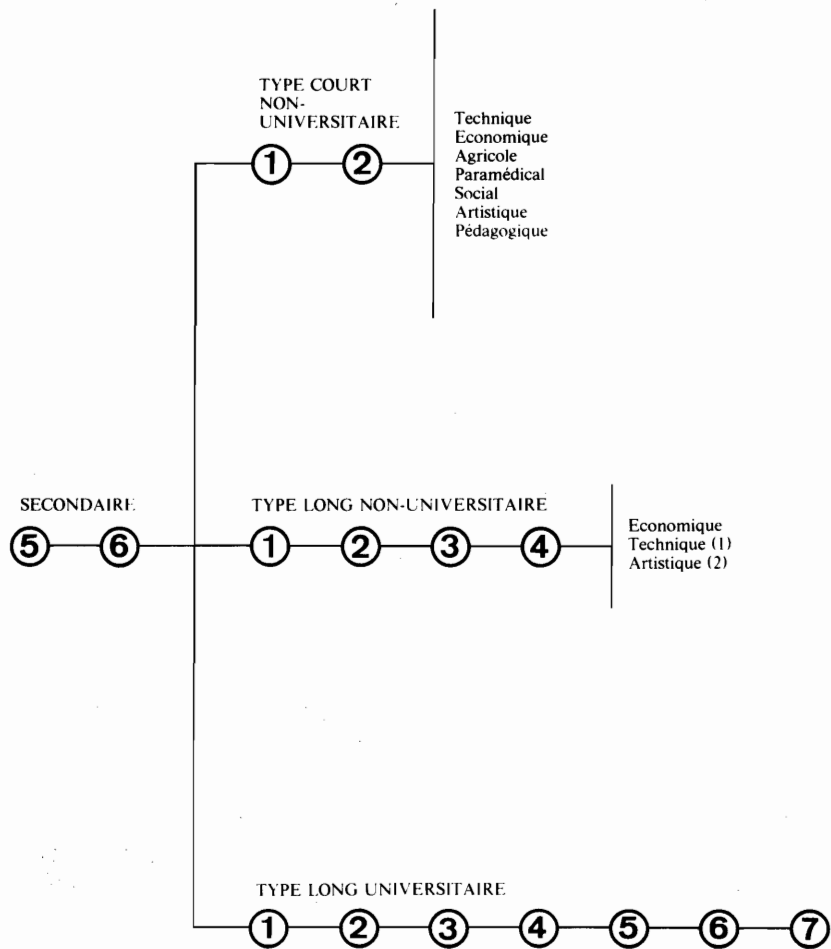 TYPE COURT
NON-
UNIVERSITAIRE
1 2
Technique
Economique
Agricole
Paramédical
Social
Artistique
Pédagogique
SECONDAIRE
5 6
TYPE LONG NON-UNIVERSITAIRE
1 2 3 4
Economique
Technique (1)
Artistique (2)
TYPE LONG UNIVERSITAIRE
1 2 3 4 5 6 7